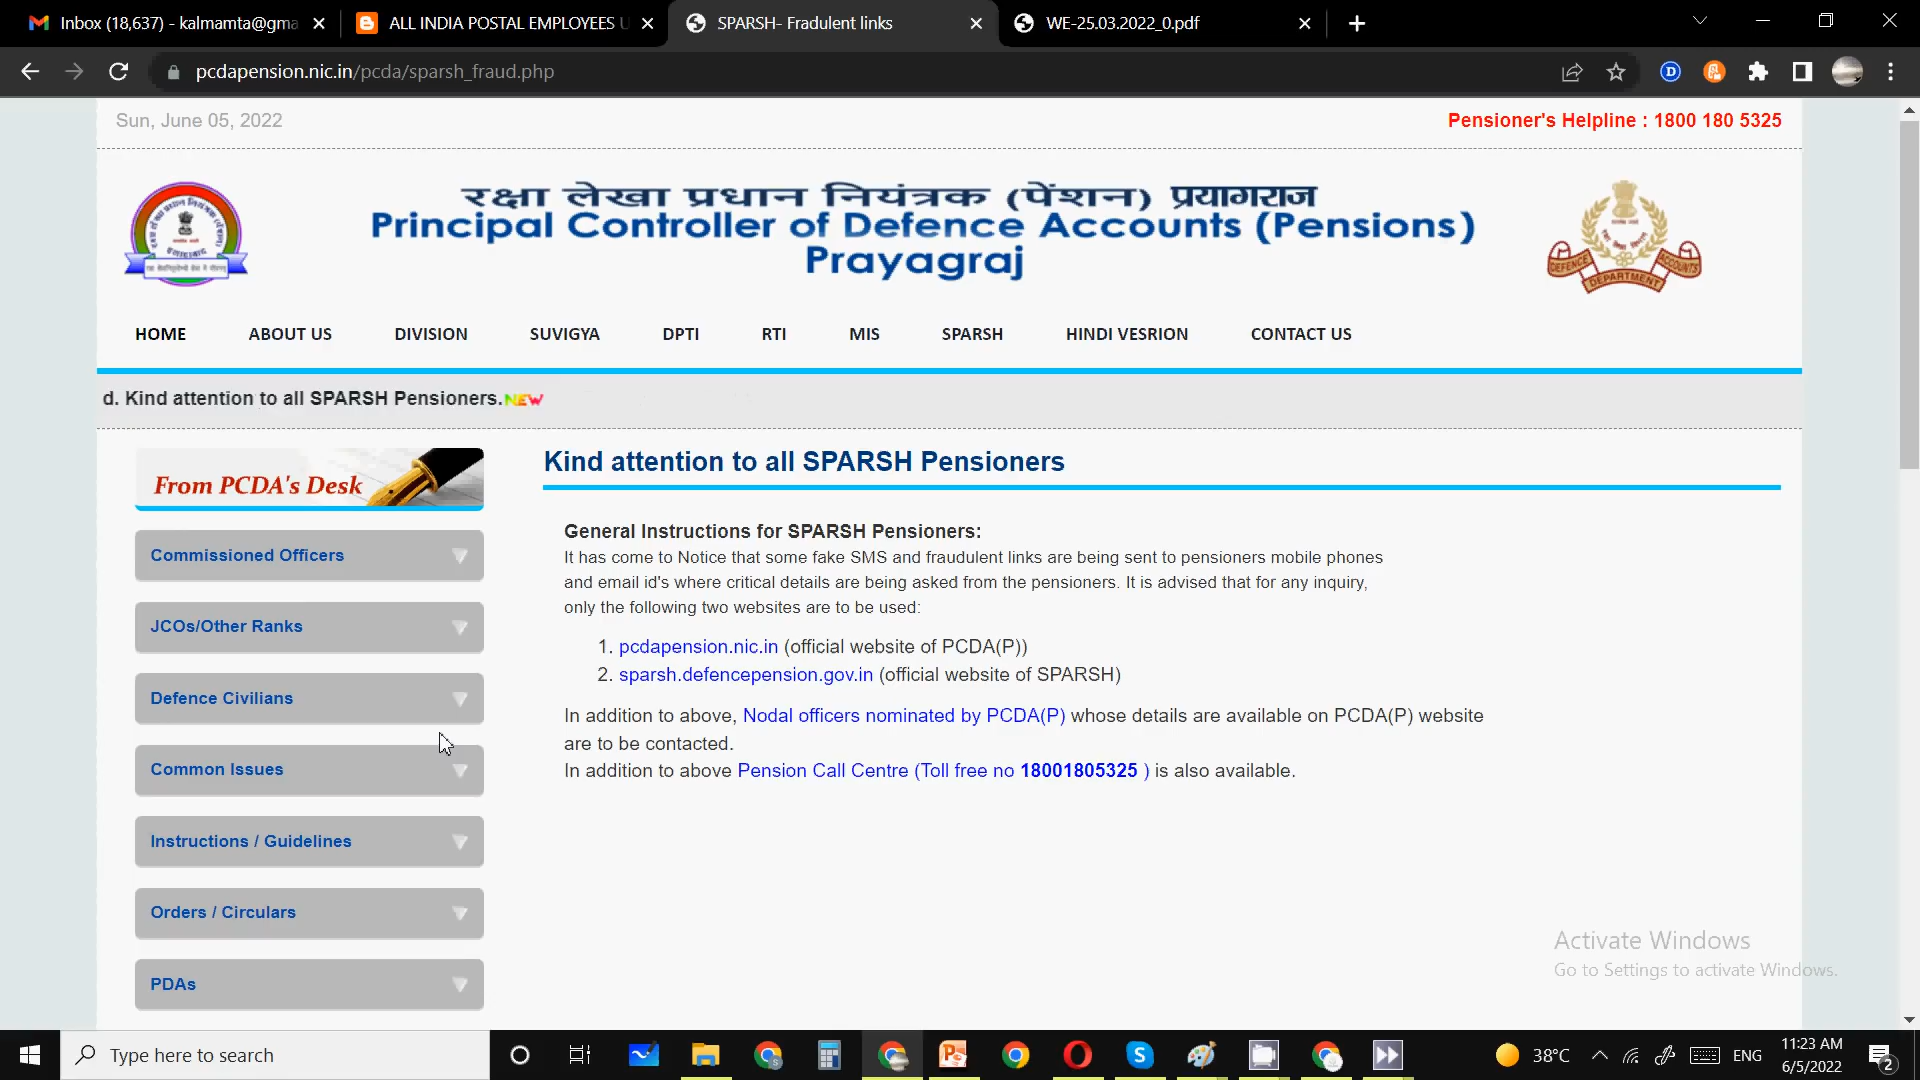 Inbox (18,637) - kalmamta@gma
ALL INDIA POSTAL EMPLOYEES U
SPARSH- Fradulent links
WE-25.03.2022_0.pdf
pcdapension.nic.in/pcda/sparsh_fraud.php
Sun, June 05, 2022
Pensioner's Helpline : 1800 180 5325
रक्षा लेखा प्रधान नियंत्रक (पेंशन) प्रयागराज
Principal Controller of Defence Accounts (Pensions)
Prayagraj
DEFENCE ACCOUNTS
DEPARTMENT
HOME ABOUT US DIVISION SUVIGYA DPTI RTI MIS SPARSH HINDI VESRION CONTACT US
d. Kind attention to all SPARSH Pensioners. NEW
From PCDA's Desk
Kind attention to all SPARSH Pensioners
Commissioned Officers
JCOs/Other Ranks
Defence Civilians
Common Issues
Instructions / Guidelines
Orders / Circulars
PDAs
General Instructions for SPARSH Pensioners:
It has come to Notice that some fake SMS and fraudulent links are being sent to pensioners mobile phones
and email id's where critical details are being asked from the pensioners. It is advised that for any inquiry,
only the following two websites are to be used:
1. pcdapension.nic.in (official website of PCDA(P))
2. sparsh.defencepension.gov.in (official website of SPARSH)
In addition to above, Nodal officers nominated by PCDA(P) whose details are available on PCDA(P) website
are to be contacted.
In addition to above Pension Call Centre (Toll free no 18001805325 ) is also available.
Activate Windows
Go to Settings to activate Windows.
Type here to search
38°C
ENG
11:23 AM
6/5/2022
2